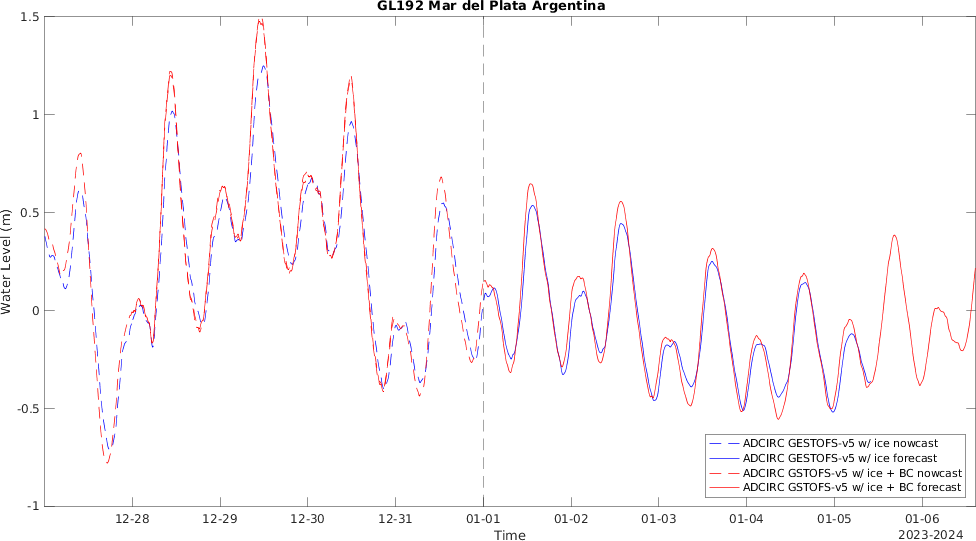 GL192 Mar del Plata Argentina
1.5
1
0.5
0
-0.5
-1
Water Level (m)
12-28 12-29 12-30 12-31 01-01 01-02 01-03 01-04 01-05 01-06
Time
2023-2024
ADCIRC GESTOFS-v5 w/ ice nowcast
ADCIRC GESTOFS-v5 w/ ice forecast
ADCIRC GSTOFS-v5 w/ ice + BC nowcast
ADCIRC GSTOFS-v5 w/ ice + BC forecast